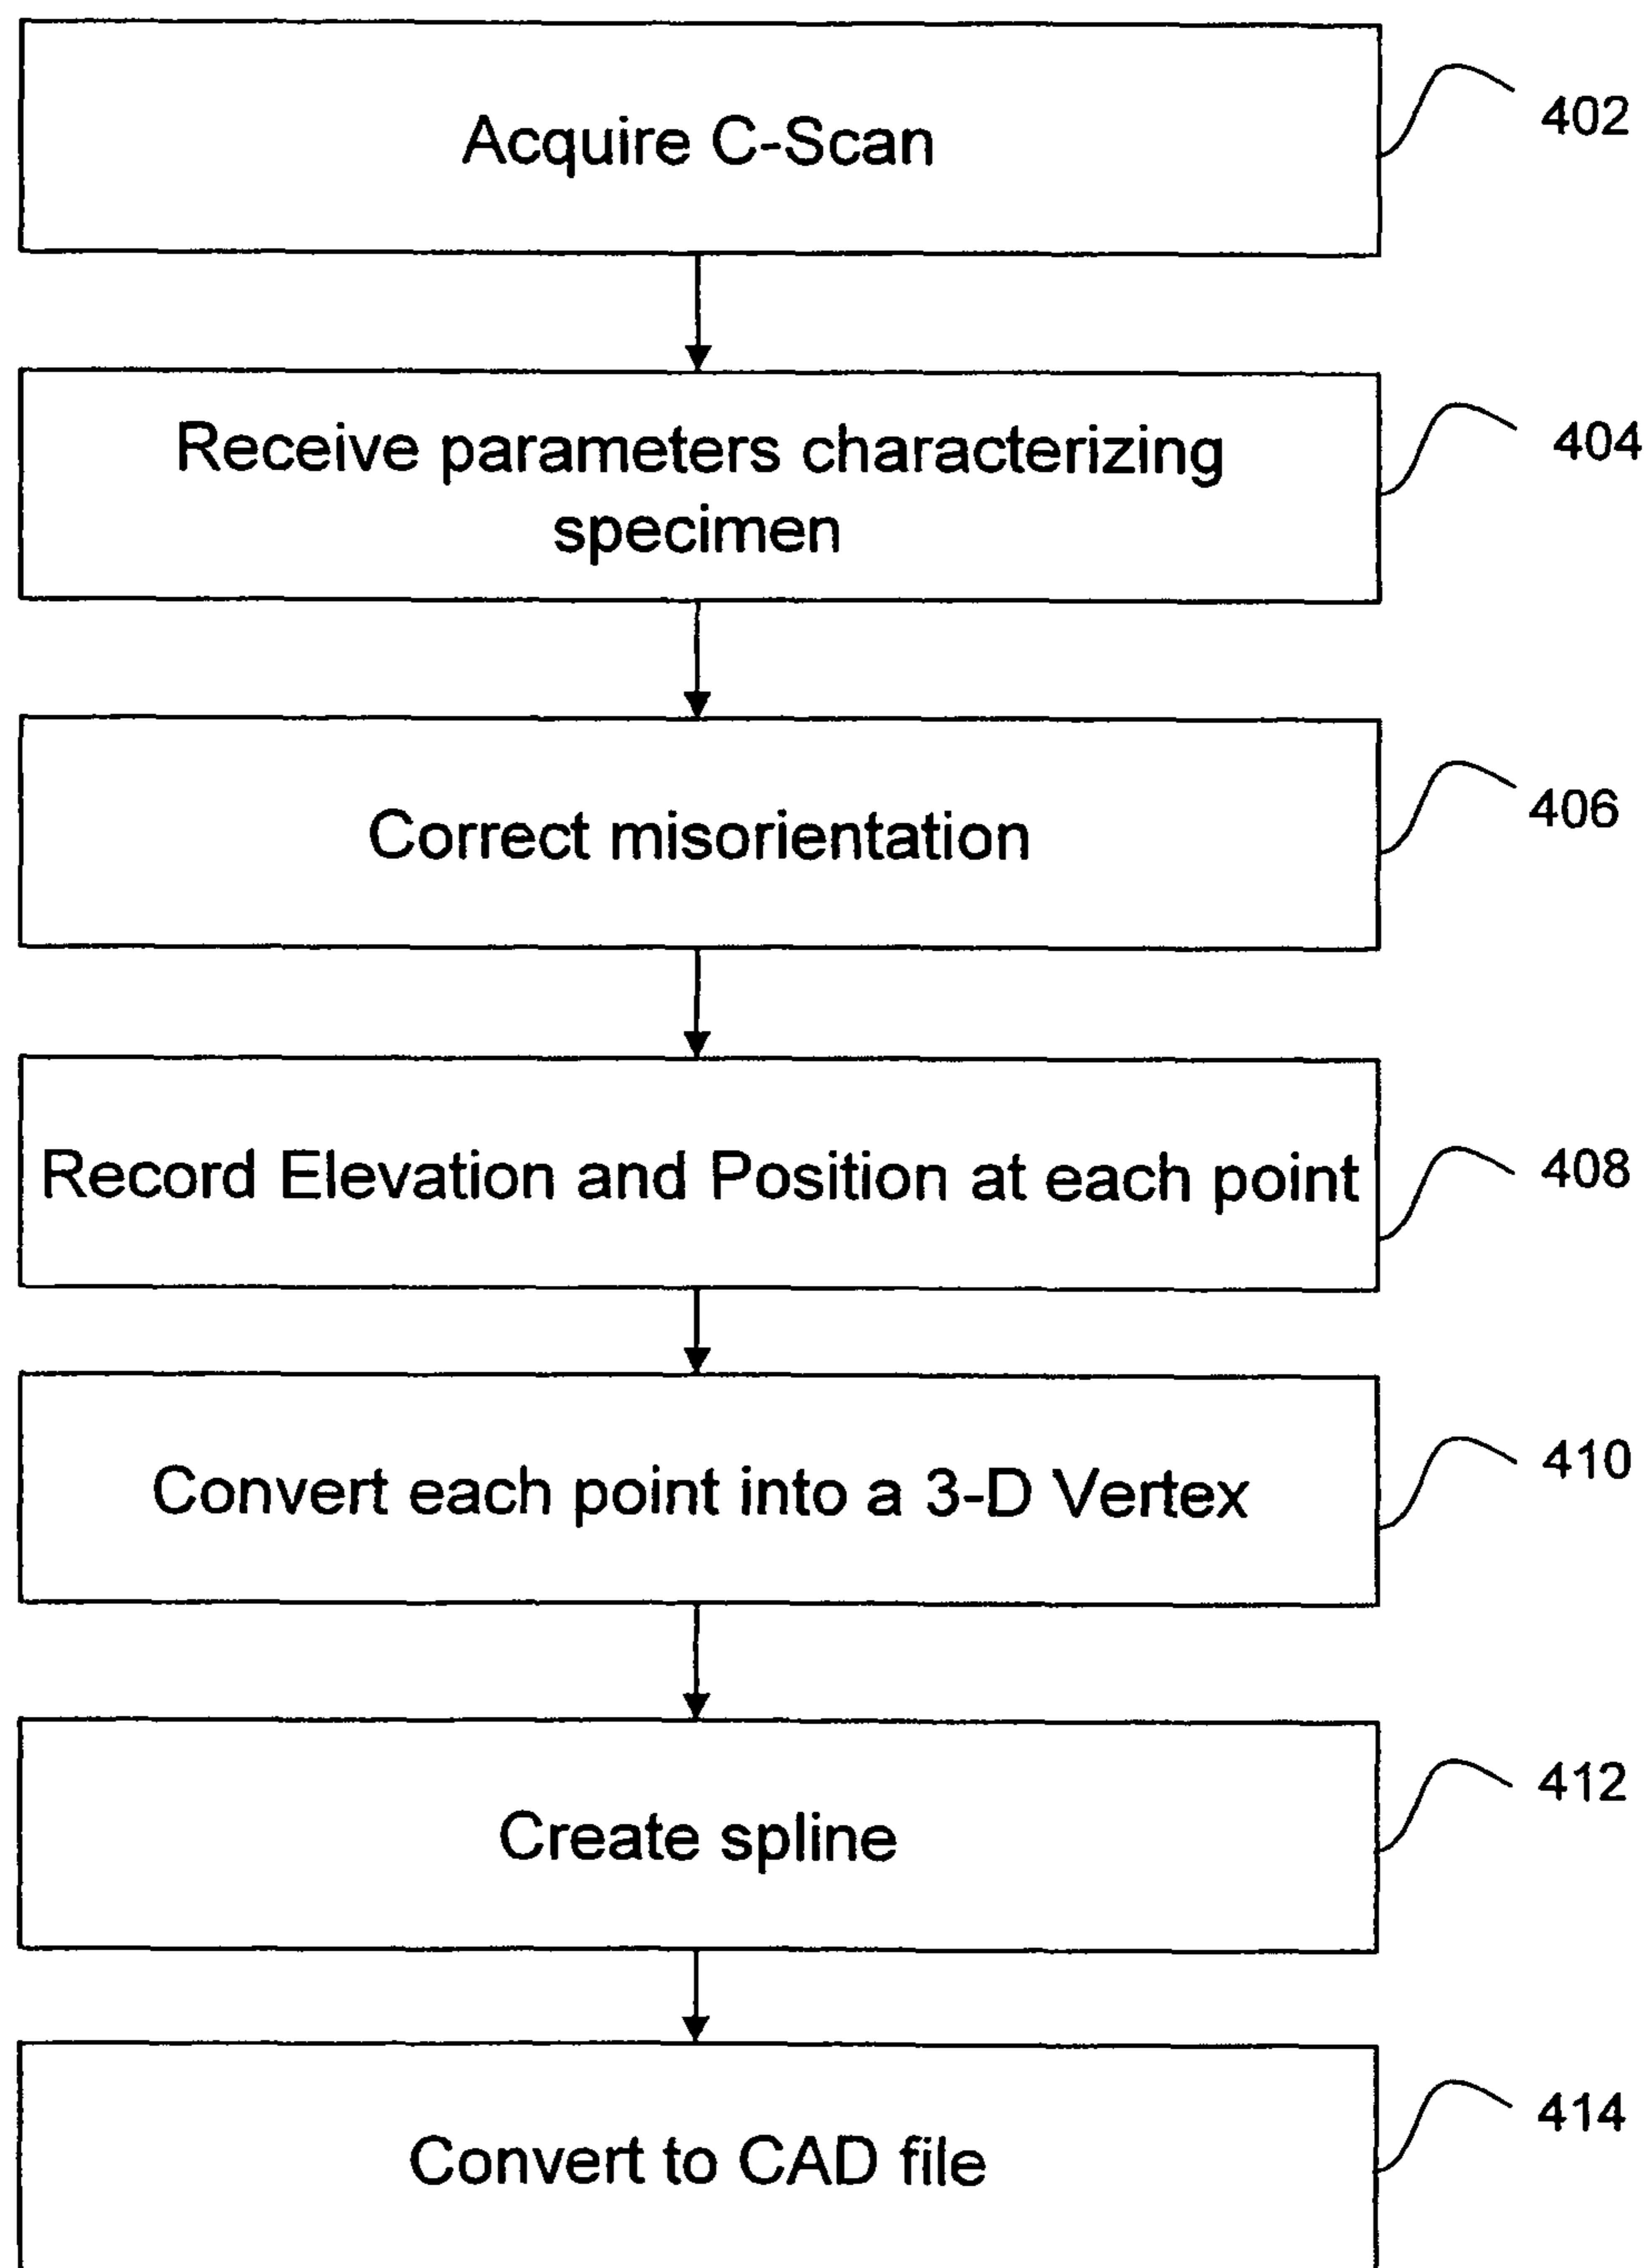 Acquire C-Scan
402
Receive parameters characterizing
specimen
404
Correct misorientation
406
Record Elevation and Position at each point
408
Convert each point into a 3-D Vertex
410
Create spline
412
Convert to CAD file
414